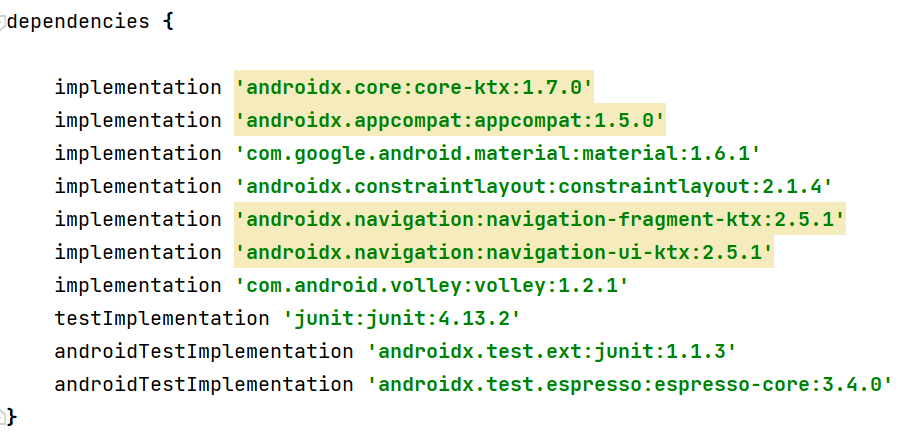 dependencies {
implementation 'androidx.core:core-ktx:1.7.0'
implementation 'androidx.appcompat:appcompat:1.5.0'
implementation 'com.google.android.material:material:1.6.1'
implementation 'androidx.constraintlayout:constraintlayout:2.1.4'
implementation 'androidx.navigation:navigation-fragment-ktx:2.5.1'
implementation 'androidx.navigation:navigation-ui-ktx:2.5.1'
implementation 'com.android.volley:volley:1.2.1'
testImplementation 'junit:junit:4.13.2'
androidTestImplementation 'androidx.test.ext:junit:1.1.3'
androidTestImplementation 'androidx.test.espresso:espresso-core:3.4.0'
}